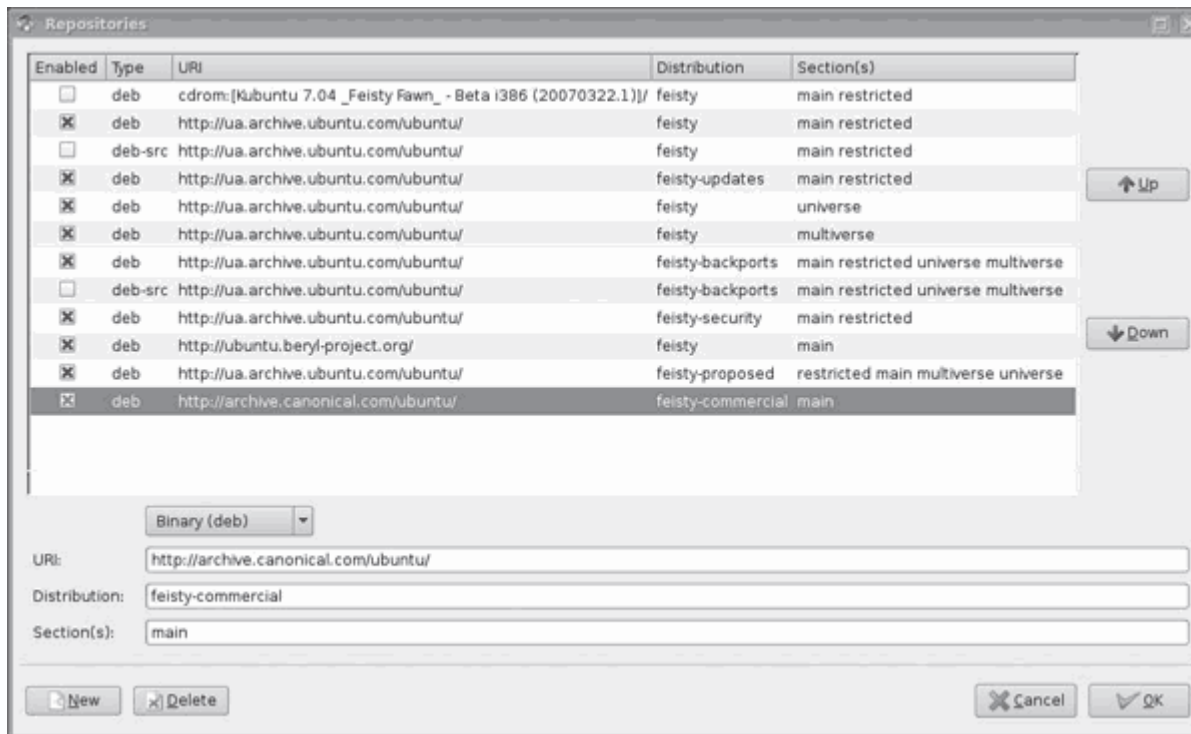 Repositories
Enabled Type URI Distribution Section(s)
deb cdrom:[Kubuntu 7.04 _Feisty Fawn_ - Beta i386 (20070322.1)]/ feisty main restricted
deb http://ua.archive.ubuntu.com/ubuntu/ feisty main restricted
deb-src http://ua.archive.ubuntu.com/ubuntu/ feisty main restricted
deb http://ua.archive.ubuntu.com/ubuntu/ feisty-updates main restricted
Up
deb http://ua.archive.ubuntu.com/ubuntu/ feisty universe
deb http://ua.archive.ubuntu.com/ubuntu/ feisty multiverse
deb http://ua.archive.ubuntu.com/ubuntu/ feisty-backports main restricted universe multiverse
deb-src http://ua.archive.ubuntu.com/ubuntu/ feisty-backports main restricted universe multiverse
deb http://ua.archive.ubuntu.com/ubuntu/ feisty-security main restricted
Down
deb http://ubuntu.beryl-project.org/ feisty main
deb http://ua.archive.ubuntu.com/ubuntu/ feisty-proposed restricted main multiverse universe
deb http://archive.canonical.com/ubuntu/ feisty-commercial main
Binary (deb)
URI: http://archive.canonical.com/ubuntu/
Distribution: feisty-commercial
Section(s): main
New Delete Cancel OK